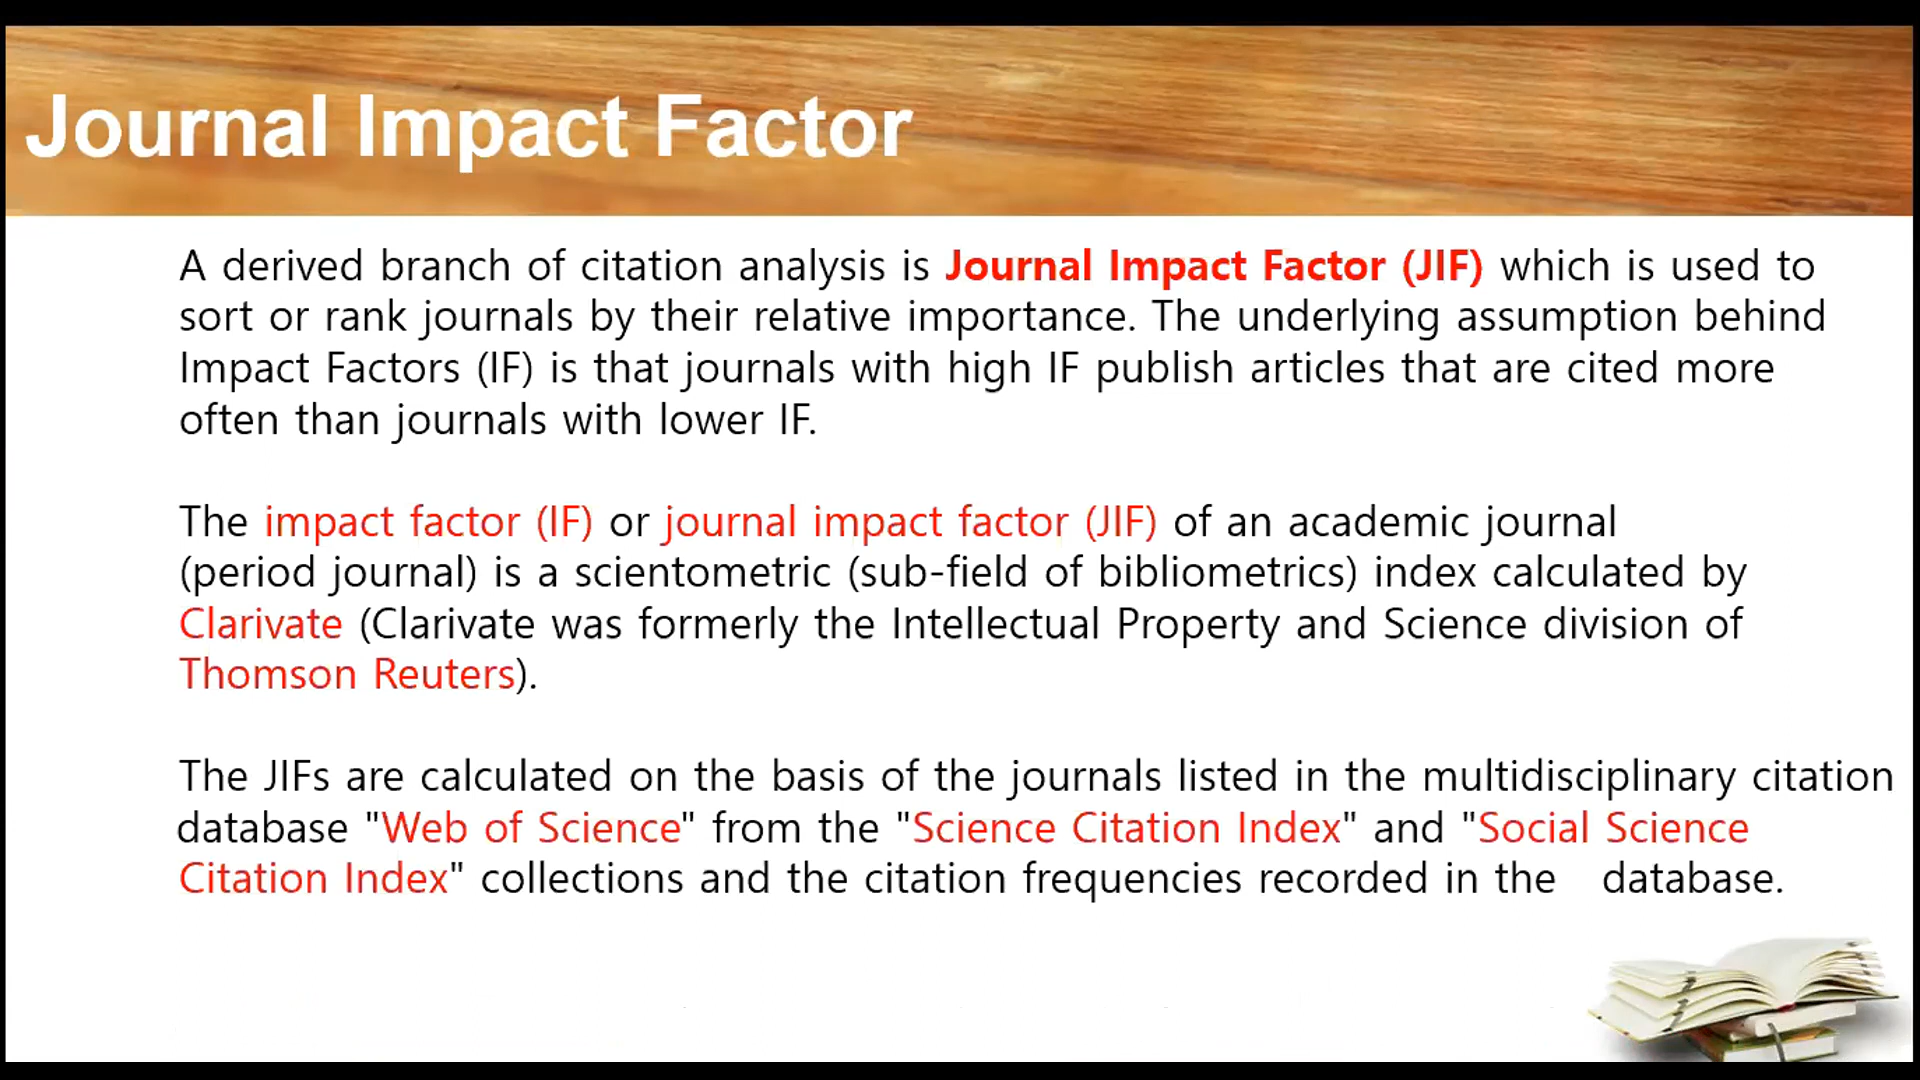 Journal Impact Factor
A derived branch of citation analysis is Journal Impact Factor (JIF) which is used to
sort or rank journals by their relative importance. The underlying assumption behind
Impact Factors (IF) is that journals with high IF publish articles that are cited more
often than journals with lower IF.
The impact factor (IF) or journal impact factor (JIF) of an academic journal
(period journal) is a scientometric (sub-field of bibliometrics) index calculated by
Clarivate (Clarivate was formerly the Intellectual Property and Science division of
Thomson Reuters).
The JIFs are calculated on the basis of the journals listed in the multidisciplinary citation
database "Web of Science" from the "Science Citation Index" and "Social Science
Citation Index" collections and the citation frequencies recorded in the database.